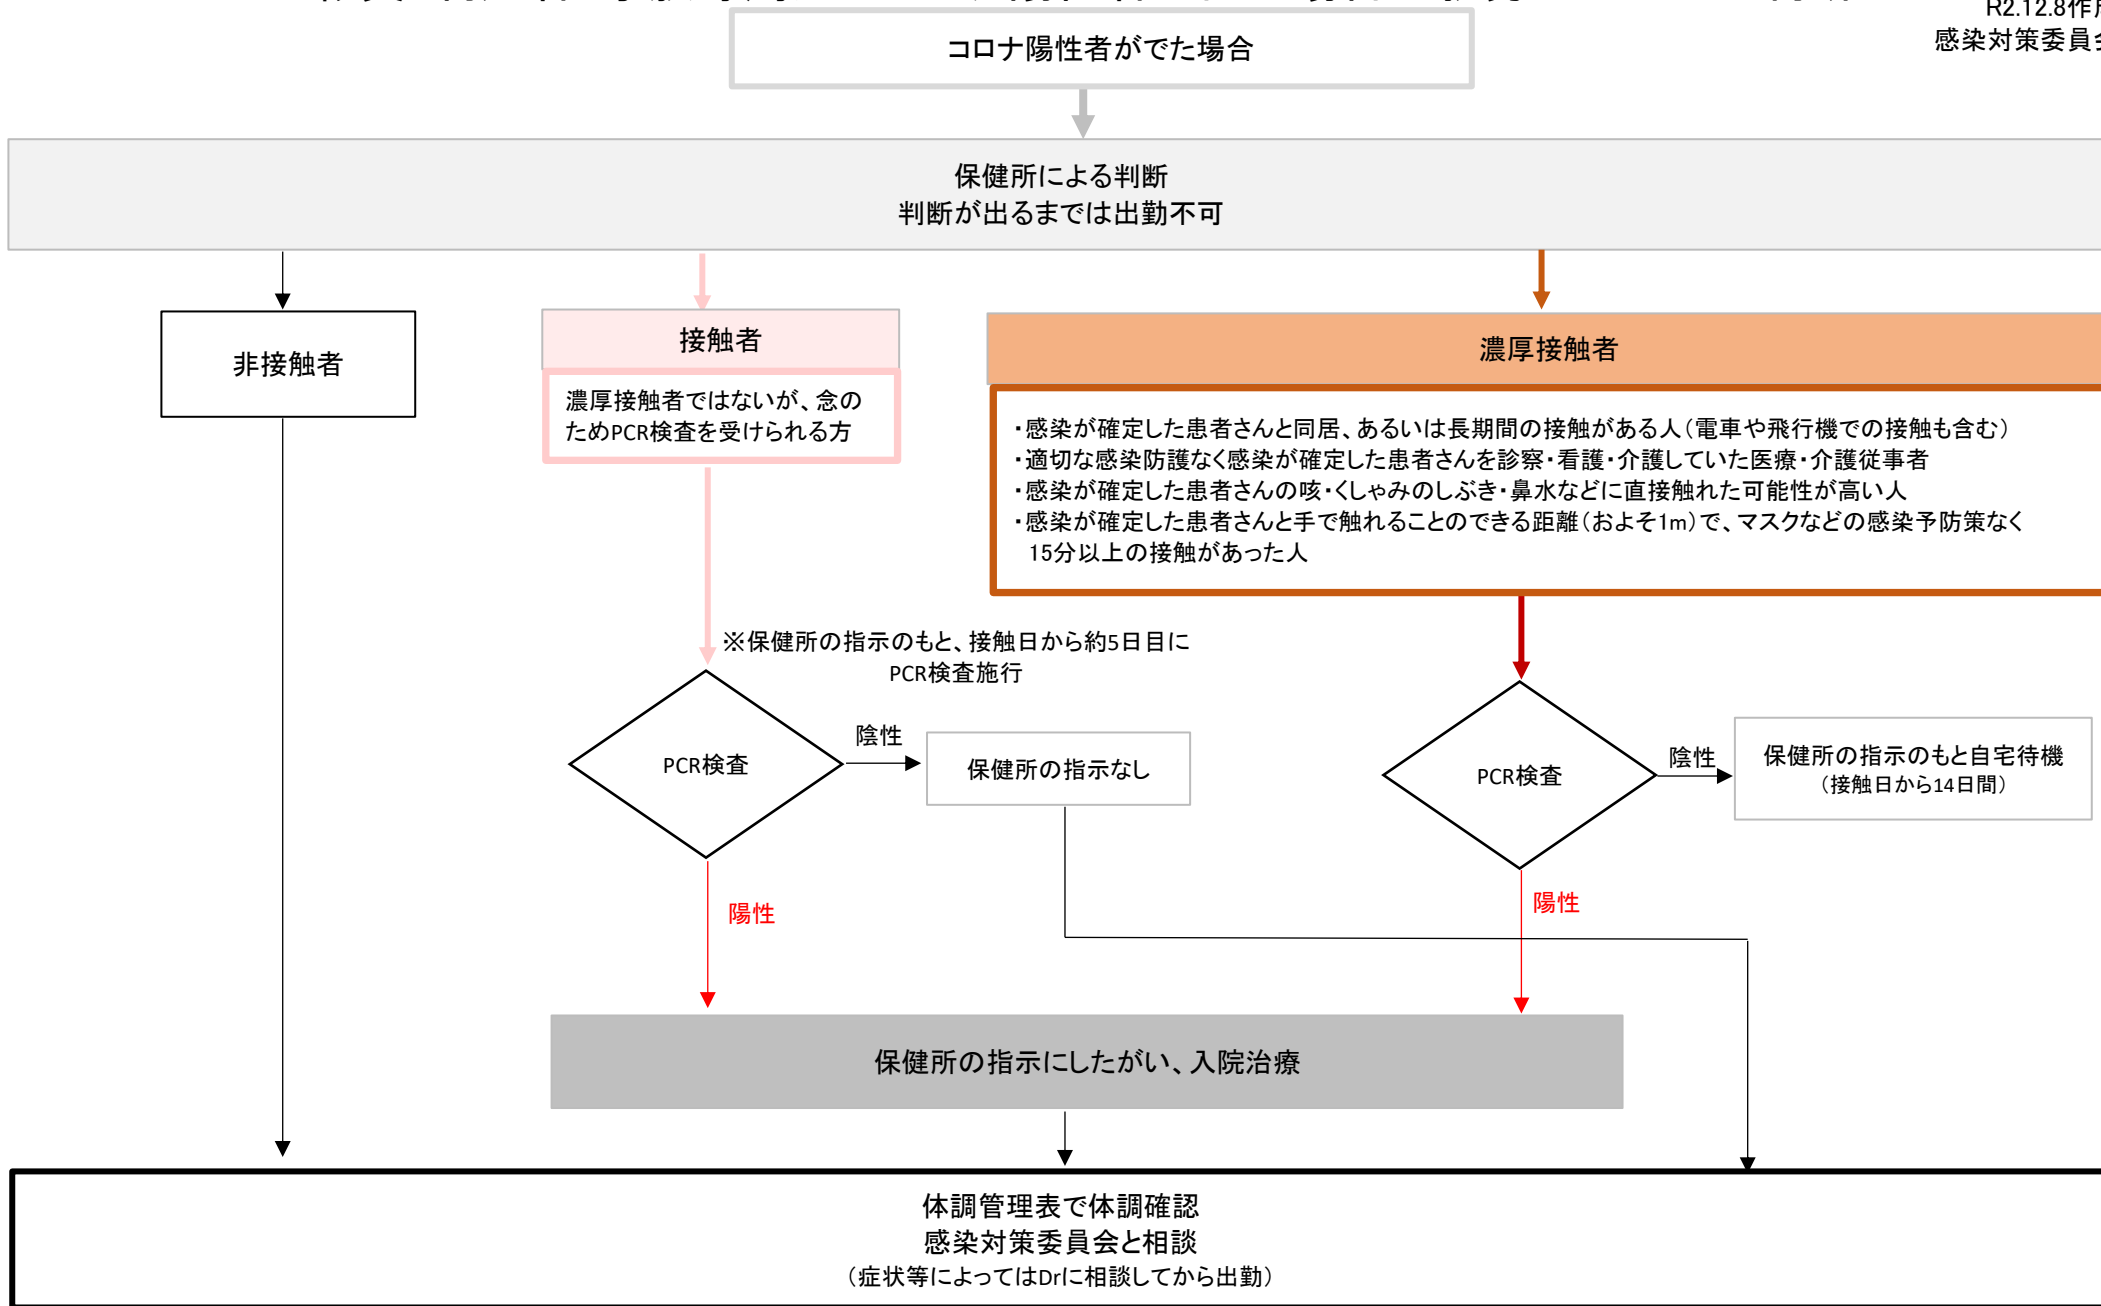 R2.12.8作成
感染対策委員会
コロナ陽性者がでた場合
保健所による判断
判断が出るまでは出勤不可
非接触者
接触者
濃厚接触者ではないが、念の
ためPCR検査を受けられる方
濃厚接触者
・感染が確定した患者さんと同居、あるいは長期間の接触がある人（電車や飛行機での接触も含む）
・適切な感染防護なく感染が確定した患者さんを診察・看護・介護していた医療・介護従事者
・感染が確定した患者さんの咳・くしゃみのしぶき・鼻水などに直接触れた可能性が高い人
・感染が確定した患者さんと手で触れることのできる距離（およそ1m）で、マスクなどの感染予防策なく
15分以上の接触があった人
※保健所の指示のもと、接触日から約5日目に
PCR検査施行
PCR検査
陰性
保健所の指示なし
陽性
PCR検査
陰性
保健所の指示のもと自宅待機
（接触日から14日間）
陽性
保健所の指示にしたがい、入院治療
体調管理表で体調確認
感染対策委員会と相談
（症状等によってはDrに相談してから出勤）